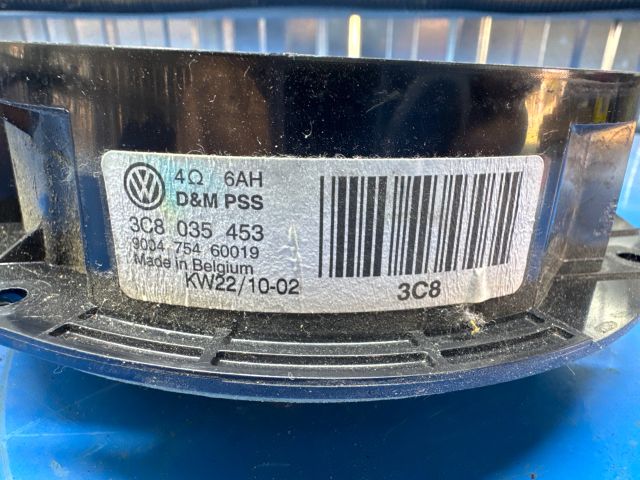 4Ω 6AH
D&M PSS
3C8 035 453
9004 754 60019
Made in Belgium
KW22/10-02
3C8